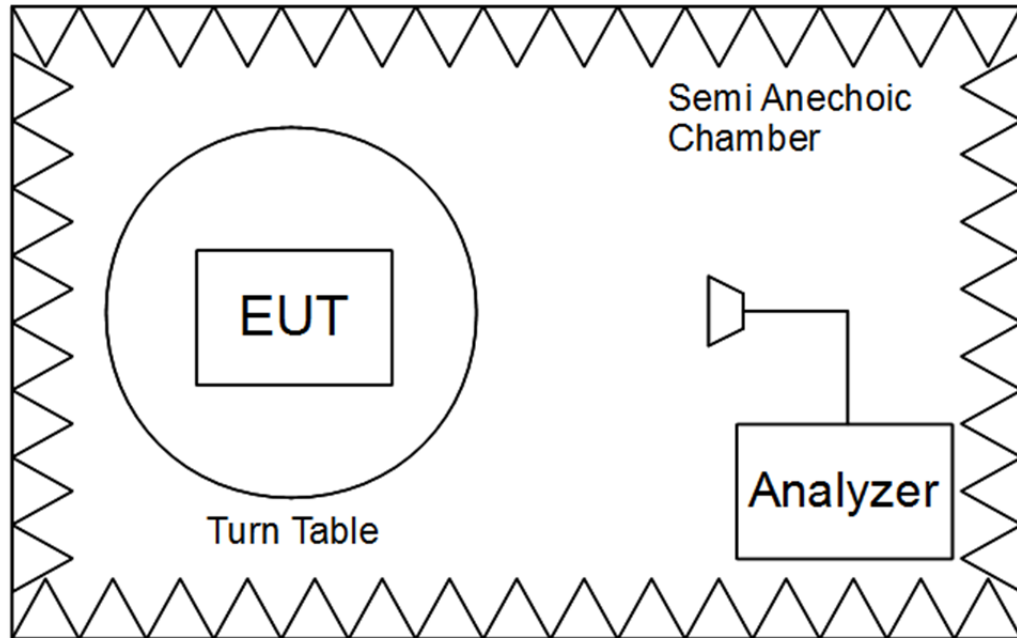 Semi Anechoic
Chamber
EUT
Analyzer
Turn Table